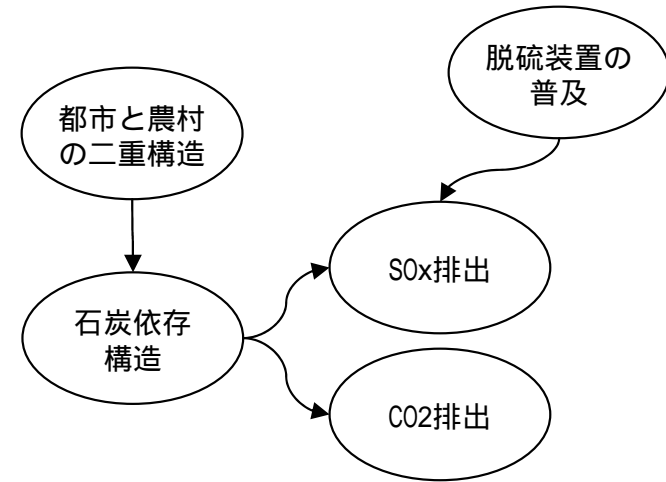 脱硫装置の
普及
都市と農村
の二重構造
SOx排出
石炭依存
構造
CO2排出